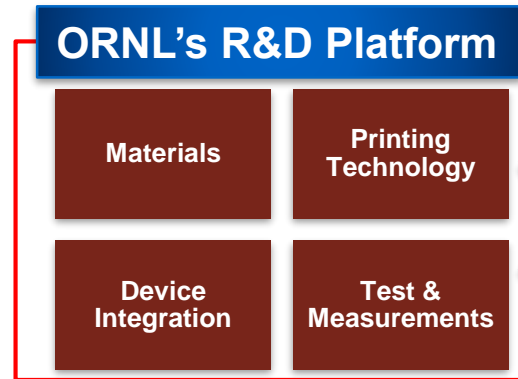 ORNL’s R&D Platform
Materials
Printing
Technology
Device
Integration
Test &
Measurements